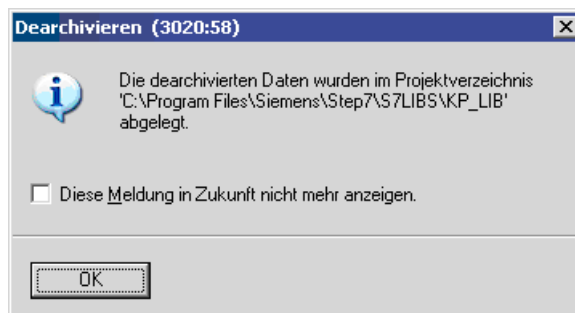 Dearchivieren (3020:58)
Die dearchivierten Daten wurden im Projektverzeichnis
'C:\Program Files\Siemens\Step7\S7LIBS\KP_LIB'
abgelegt.
Diese Meldung in Zukunft nicht mehr anzeigen.
OK